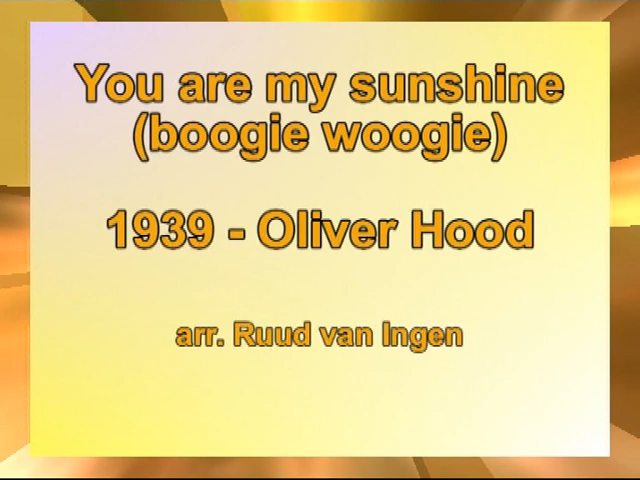 You are my sunshine
(boogie woogie)
1939 - Oliver Hood
arr. Ruud van Ingen